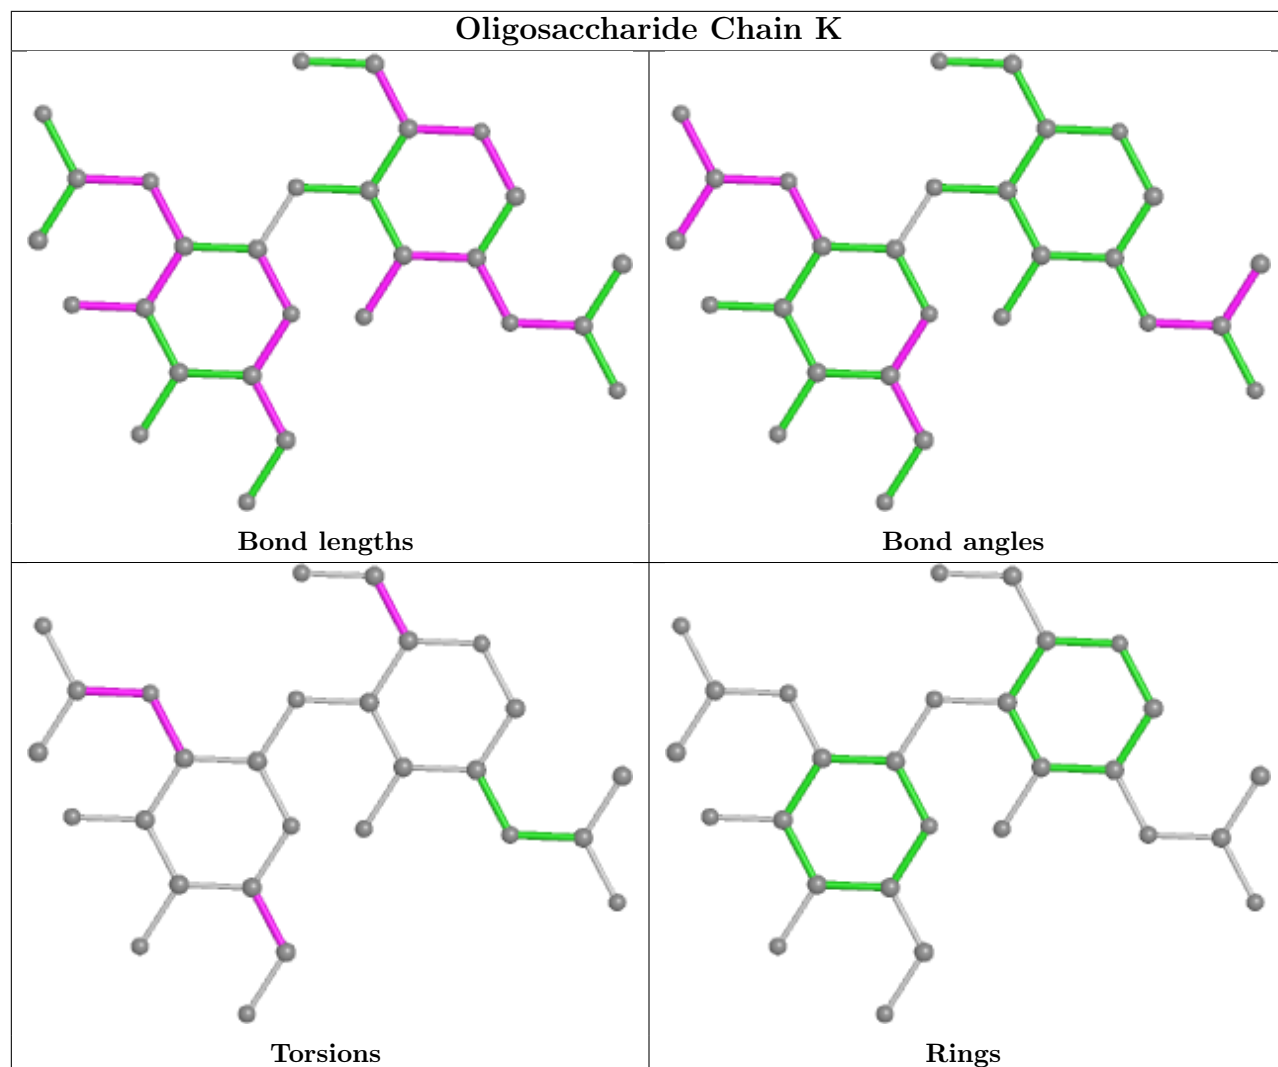 Oligosaccharide Chain K
Bond lengths
Bond angles
Torsions
Rings